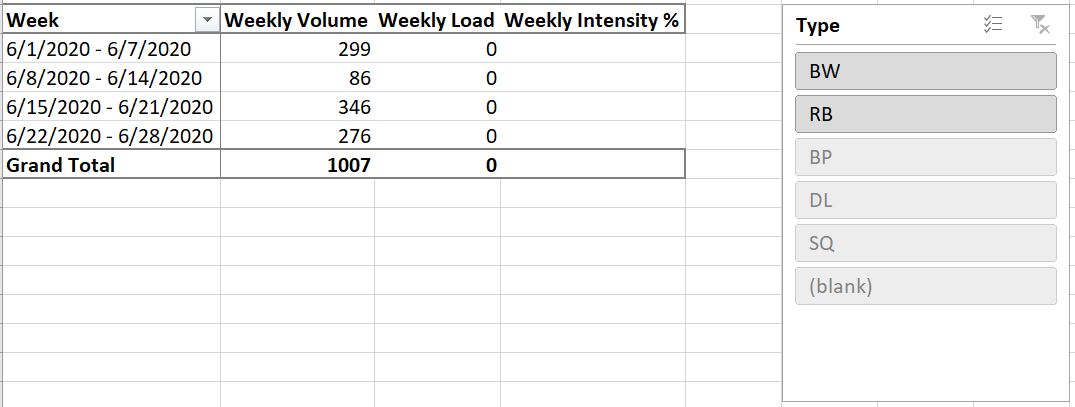 Week Weekly Volume Weekly Load Weekly Intensity %
6/1/2020 - 6/7/2020 299 0
6/8/2020 - 6/14/2020 86 0
6/15/2020 - 6/21/2020 346 0
6/22/2020 - 6/28/2020 276 0
Grand Total 1007 0
Type
BW
RB
BP
DL
SQ
(blank)